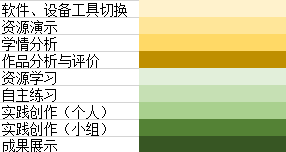 软件、设备工具切换
资源演示
学情分析
作品分析与评价
资源学习
自主练习
实践创作（个人）
实践创作（小组）
成果展示